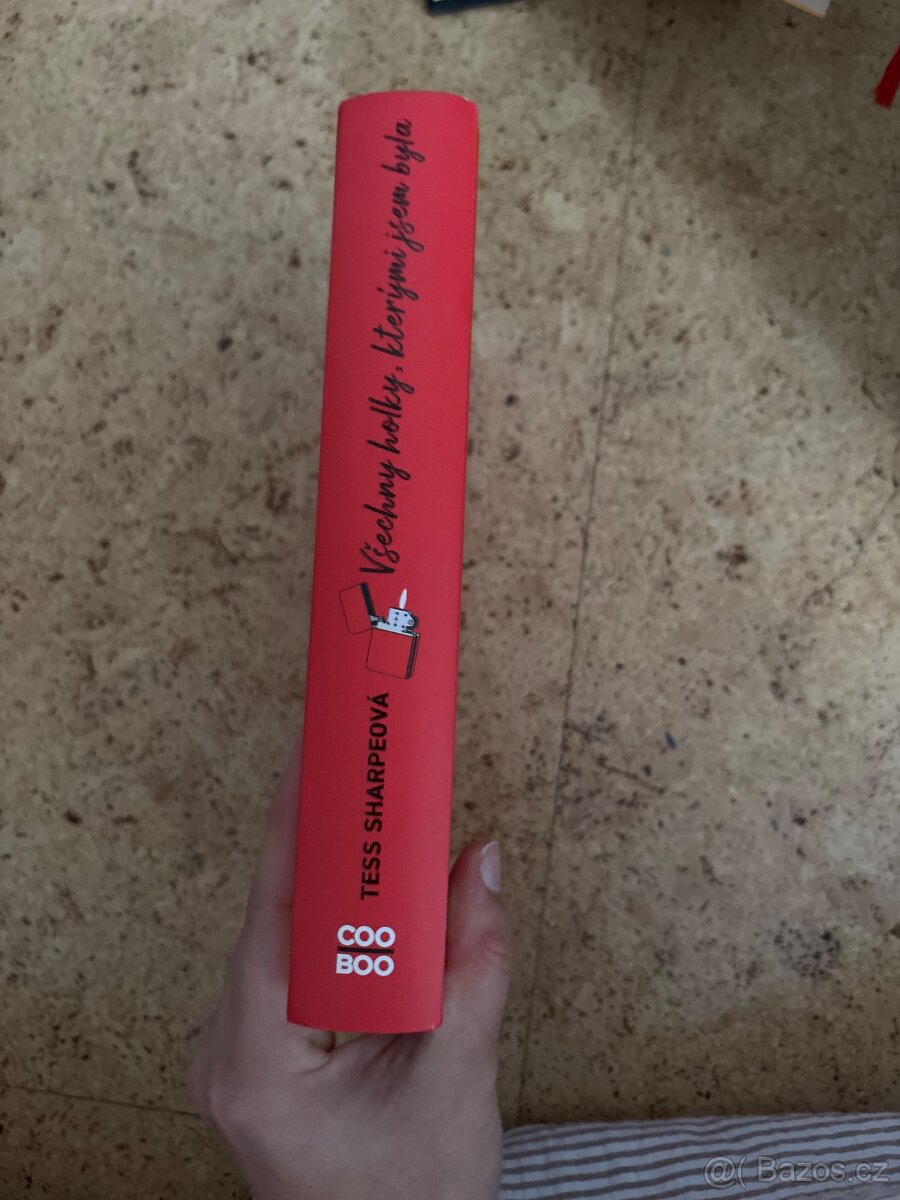 Všechny holky, kterými jsem byla
TESS SHARPEOVÁ
COO
BOO
@( Bazos.cz